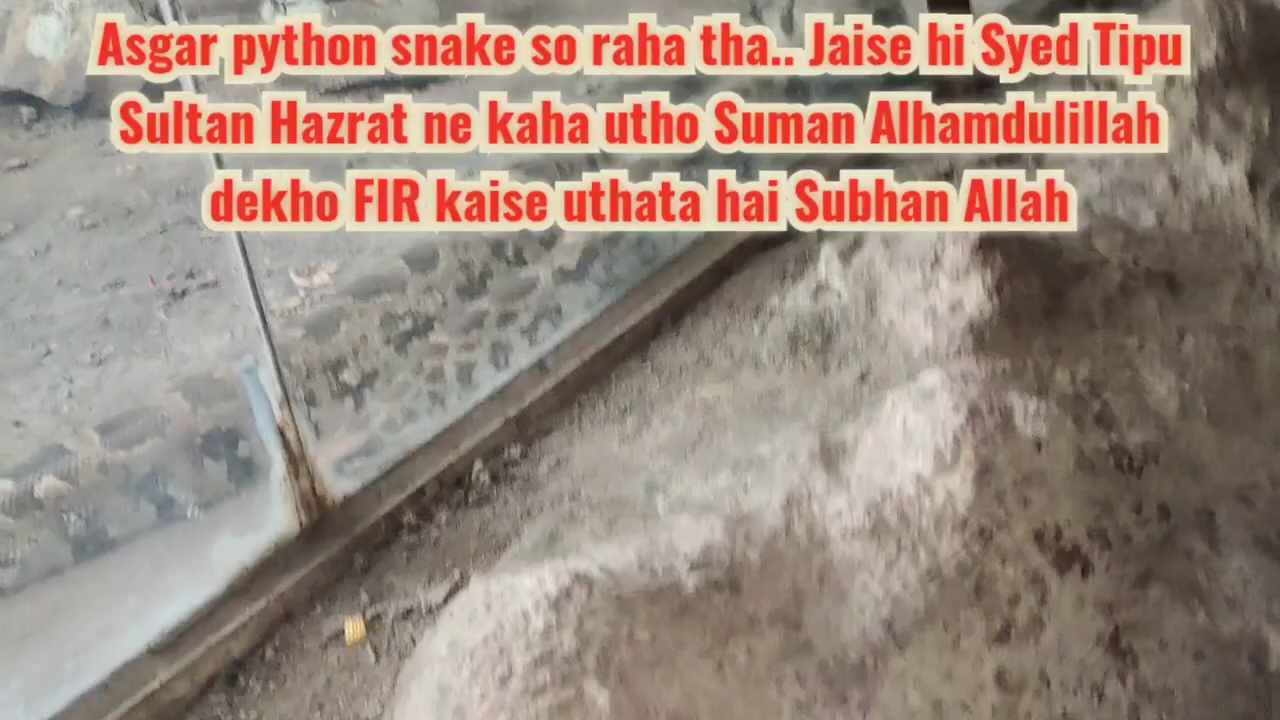 Asgar python snake so raha tha.. Jaise hi Syed Tipu
Sultan Hazrat ne kaha utho Suman Alhamdulillah
dekho FIR kaise uthata hai Subhan Allah